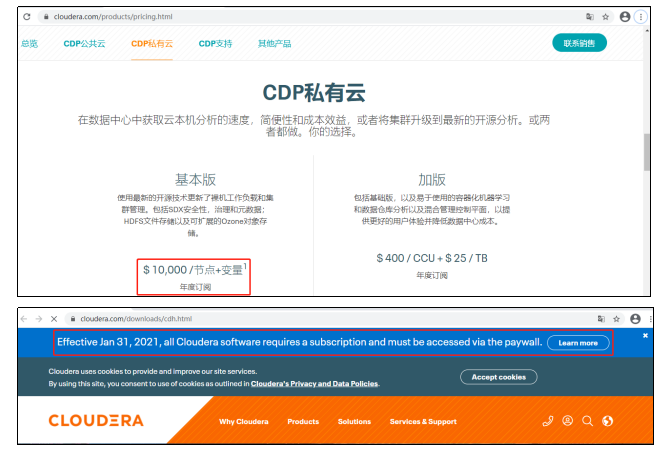 cloudera.com/products/pricing.html
总览 CDP公共云 CDP私有云 CDP支持 其他产品 联系销售
CDP私有云
在数据中心中获取云本机分析的速度，简便性和成本效益，或者将集群升级到最新的开源分析。或两
者都做。你的选择。
基本版
使用最新的开源技术更新了裸机工作负载和集
群管理。包括SDX安全性，治理和元数据；
HDFS文件存储以及可扩展的Ozone对象存
储。
$10,000 /节点+变量1
年度订阅
加版
包括基础版，以及易于使用的容器化机器学习
和数据仓库分析以及混合管理控制平面，以提
供更好的用户体验并降低数据中心成本。
$400 / CCU + $25 / TB
年度订阅
cloudera.com/downloads/cdh.html
Effective Jan 31, 2021, all Cloudera software requires a subscription and must be accessed via the paywall. Learn more
Cloudera uses cookies to provide and improve our site services.
By using this site, you consent to use of cookies as outlined in Cloudera's Privacy and Data Policies.
Accept cookies
CLOUDERA Why Cloudera Products Solutions Services & Support